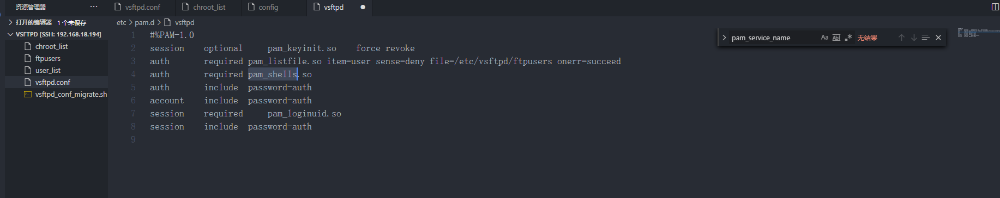 资源管理器 ···
vsftpd.conf chroot_list config vsftpd ●
打开的编辑器 1 个未保存
VSFTPD [SSH: 192.168.18.194]
chroot_list
ftpusers
user_list
vsftpd.conf
vsftpd_conf_migrate.sh
etc > pam.d > vsftpd
pam_service_name Aa Abl .* 无结果
1 #%PAM-1.0
2 session optional pam_keyinit.so force revoke
3 auth required pam_listfile.so item=user sense=deny file=/etc/vsftpd/ftpusers onerr=succeed
4 auth required pam_shells.so
5 auth include password-auth
6 account include password-auth
7 session required pam_loginuid.so
8 session include password-auth
9